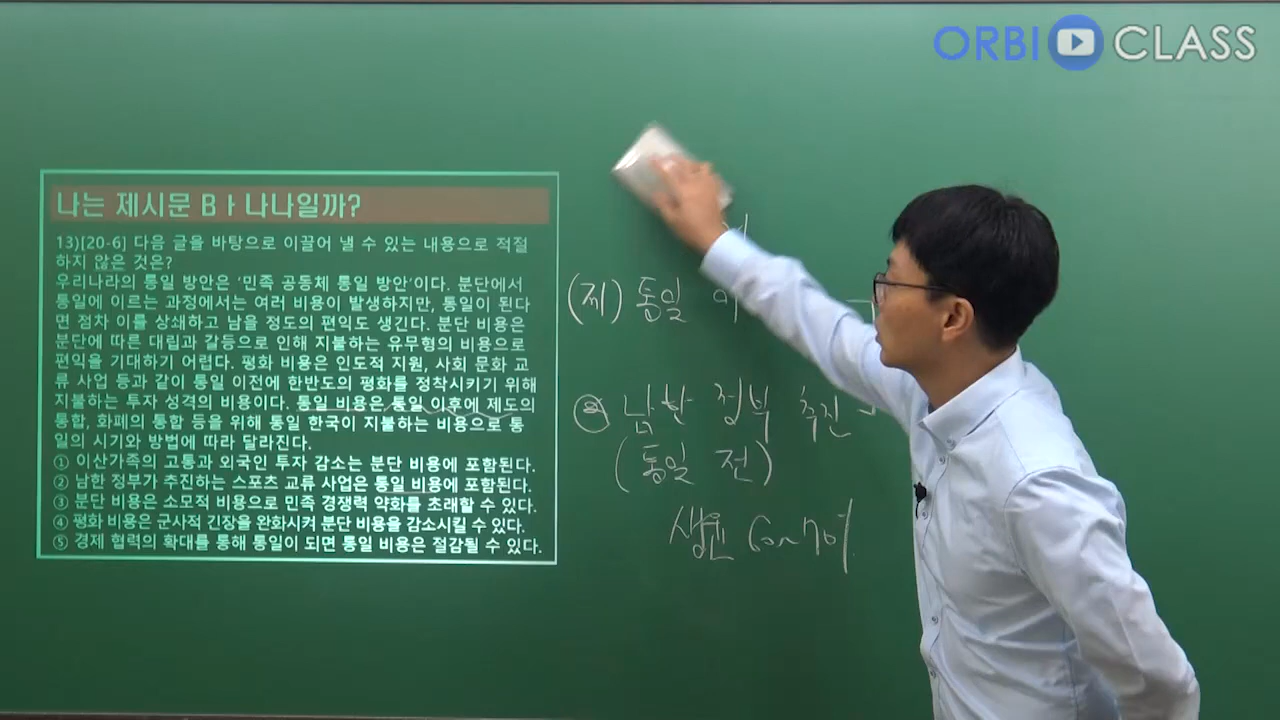 ORBI CLASS
나는 제시문 Bㅏ나나일까?
13)[20-6] 다음 글을 바탕으로 이끌어 낼 수 있는 내용으로 적절
하지 않은 것은?
우리나라의 통일 방안은 '민족 공동체 통일 방안'이다. 분단에서
통일에 이르는 과정에서는 여러 비용이 발생하지만, 통일이 된다
면 점차 이를 상쇄하고 남을 정도의 편익도 생긴다. 분단 비용은
분단에 따른 대립과 갈등으로 인해 지불하는 유무형의 비용으로
편익을 기대하기 어렵다. 평화 비용은 인도적 지원, 사회 문화 교
류 사업 등과 같이 통일 이전에 한반도의 평화를 정착시키기 위해
지불하는 투자 성격의 비용이다. 통일 비용은 통일 이후에 제도의
통합, 화폐의 통합 등을 위해 통일 한국이 지불하는 비용으로 통
일의 시기와 방법에 따라 달라진다.
① 이산가족의 고통과 외국인 투자 감소는 분단 비용에 포함된다.
② 남한 정부가 추진하는 스포츠 교류 사업은 통일 비용에 포함된다.
③ 분단 비용은 소모적 비용으로 민족 경쟁력 약화를 초래할 수 있다.
④ 평화 비용은 군사적 긴장을 완화시켜 분단 비용을 감소시킬 수 있다.
⑤ 경제 협력의 확대를 통해 통일이 되면 통일 비용은 절감될 수 있다.
(제) 통일
② 남한 정부 추진
(통일 전)